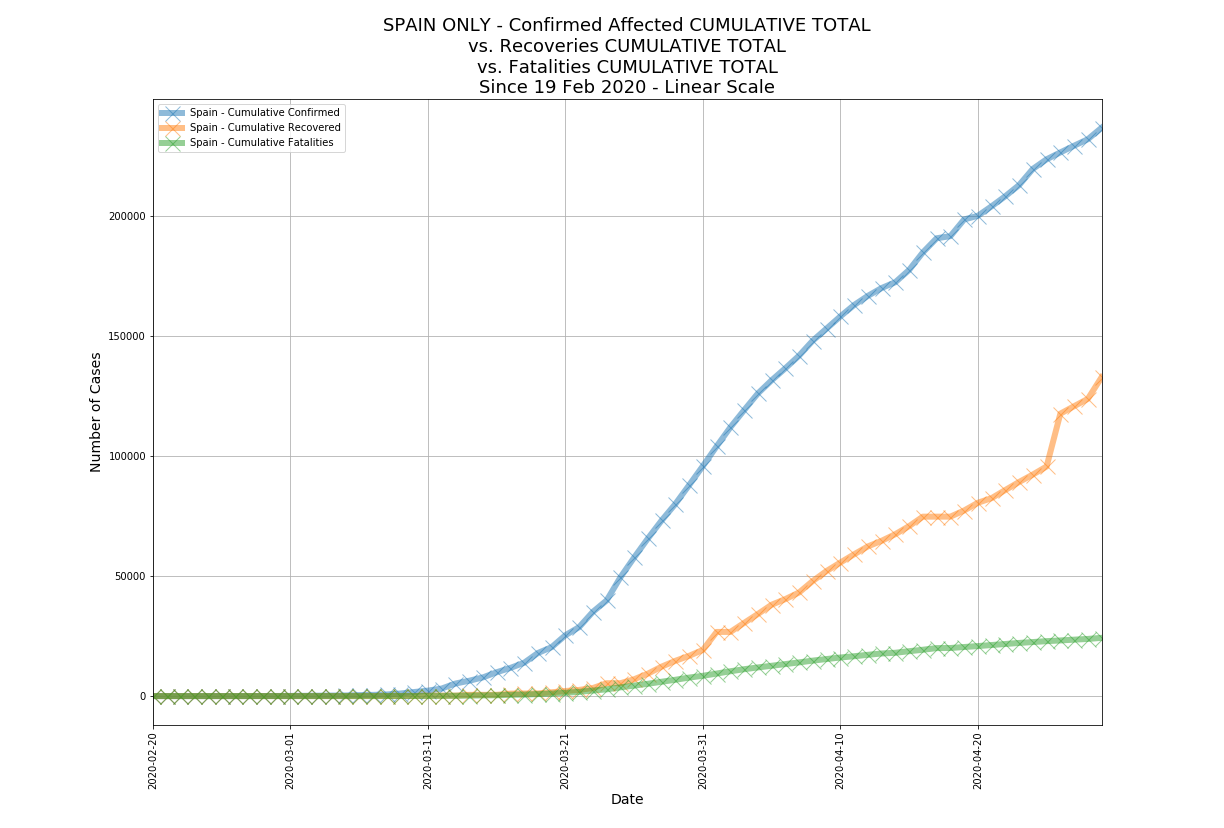 SPAIN ONLY - Confirmed Affected CUMULATIVE TOTAL
vs. Recoveries CUMULATIVE TOTAL
vs. Fatalities CUMULATIVE TOTAL
Since 19 Feb 2020 - Linear Scale
Spain - Cumulative Confirmed
Spain - Cumulative Recovered
Spain - Cumulative Fatalities
Number of Cases
200000
150000
100000
50000
0
2020-02-20
2020-03-01
2020-03-11
2020-03-21
2020-03-31
2020-04-10
2020-04-20
Date